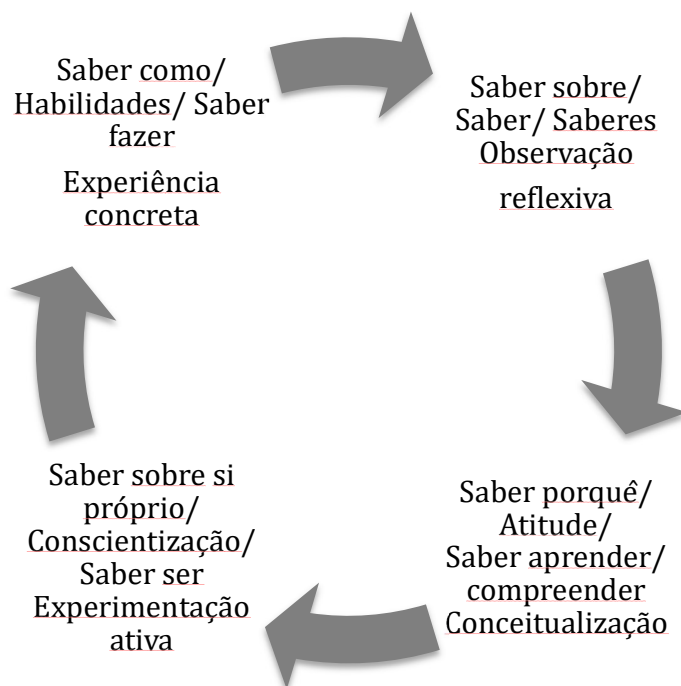 Saber como/
Habilidades/ Saber
fazer
Experiência
concreta
Saber sobre/
Saber/ Saberes
Observação
reflexiva
Saber porquê/
Atitude/
Saber aprender/
compreender
Conceitualização
Saber sobre si
próprio/
Conscientização/
Saber ser
Experimentação
ativa